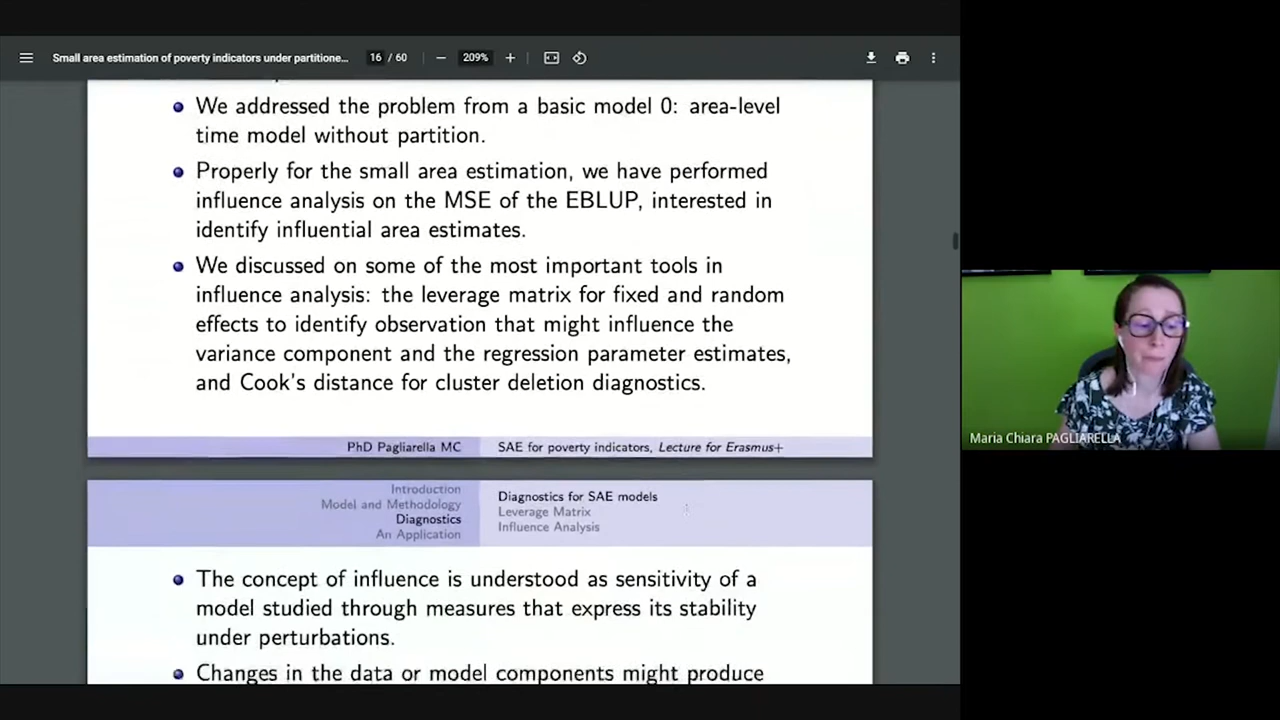 Small area estimation of poverty indicators under partitione...
16 / 60
209%
We addressed the problem from a basic model 0: area-level
time model without partition.
Properly for the small area estimation, we have performed
influence analysis on the MSE of the EBLUP, interested in
identify influential area estimates.
We discussed on some of the most important tools in
influence analysis: the leverage matrix for fixed and random
effects to identify observation that might influence the
variance component and the regression parameter estimates,
and Cook's distance for cluster deletion diagnostics.
PhD Pagliarella MC
SAE for poverty indicators, Lecture for Erasmus+
Introduction
Model and Methodology
Diagnostics
An Application
Diagnostics for SAE models
Leverage Matrix
Influence Analysis
The concept of influence is understood as sensitivity of a
model studied through measures that express its stability
under perturbations.
Changes in the data or model components might produce
Maria Chiara PAGLIARELLA